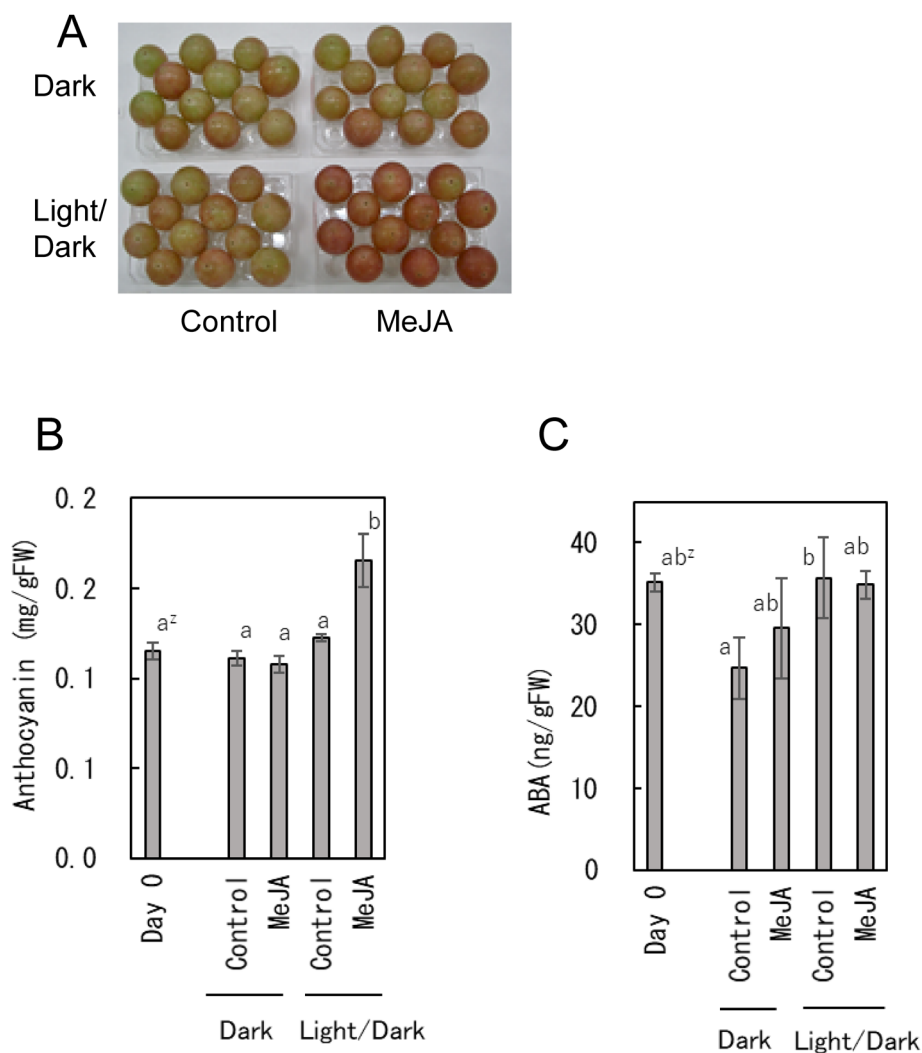 A
Dark
Light/
Dark
Control
MeJA
B
Anthocyanin (mg/gFW)
0.2
0.2
0.1
0.1
0.0
aᶻ
a
a
a
b
Day 0
Control
MeJA
Control
MeJA
Dark
Light/Dark
C
ABA(ng/gFW)
40
30
20
10
0
abᶻ
a
ab
b
ab
Day 0
Control
MeJA
Control
MeJA
Dark
Light/Dark